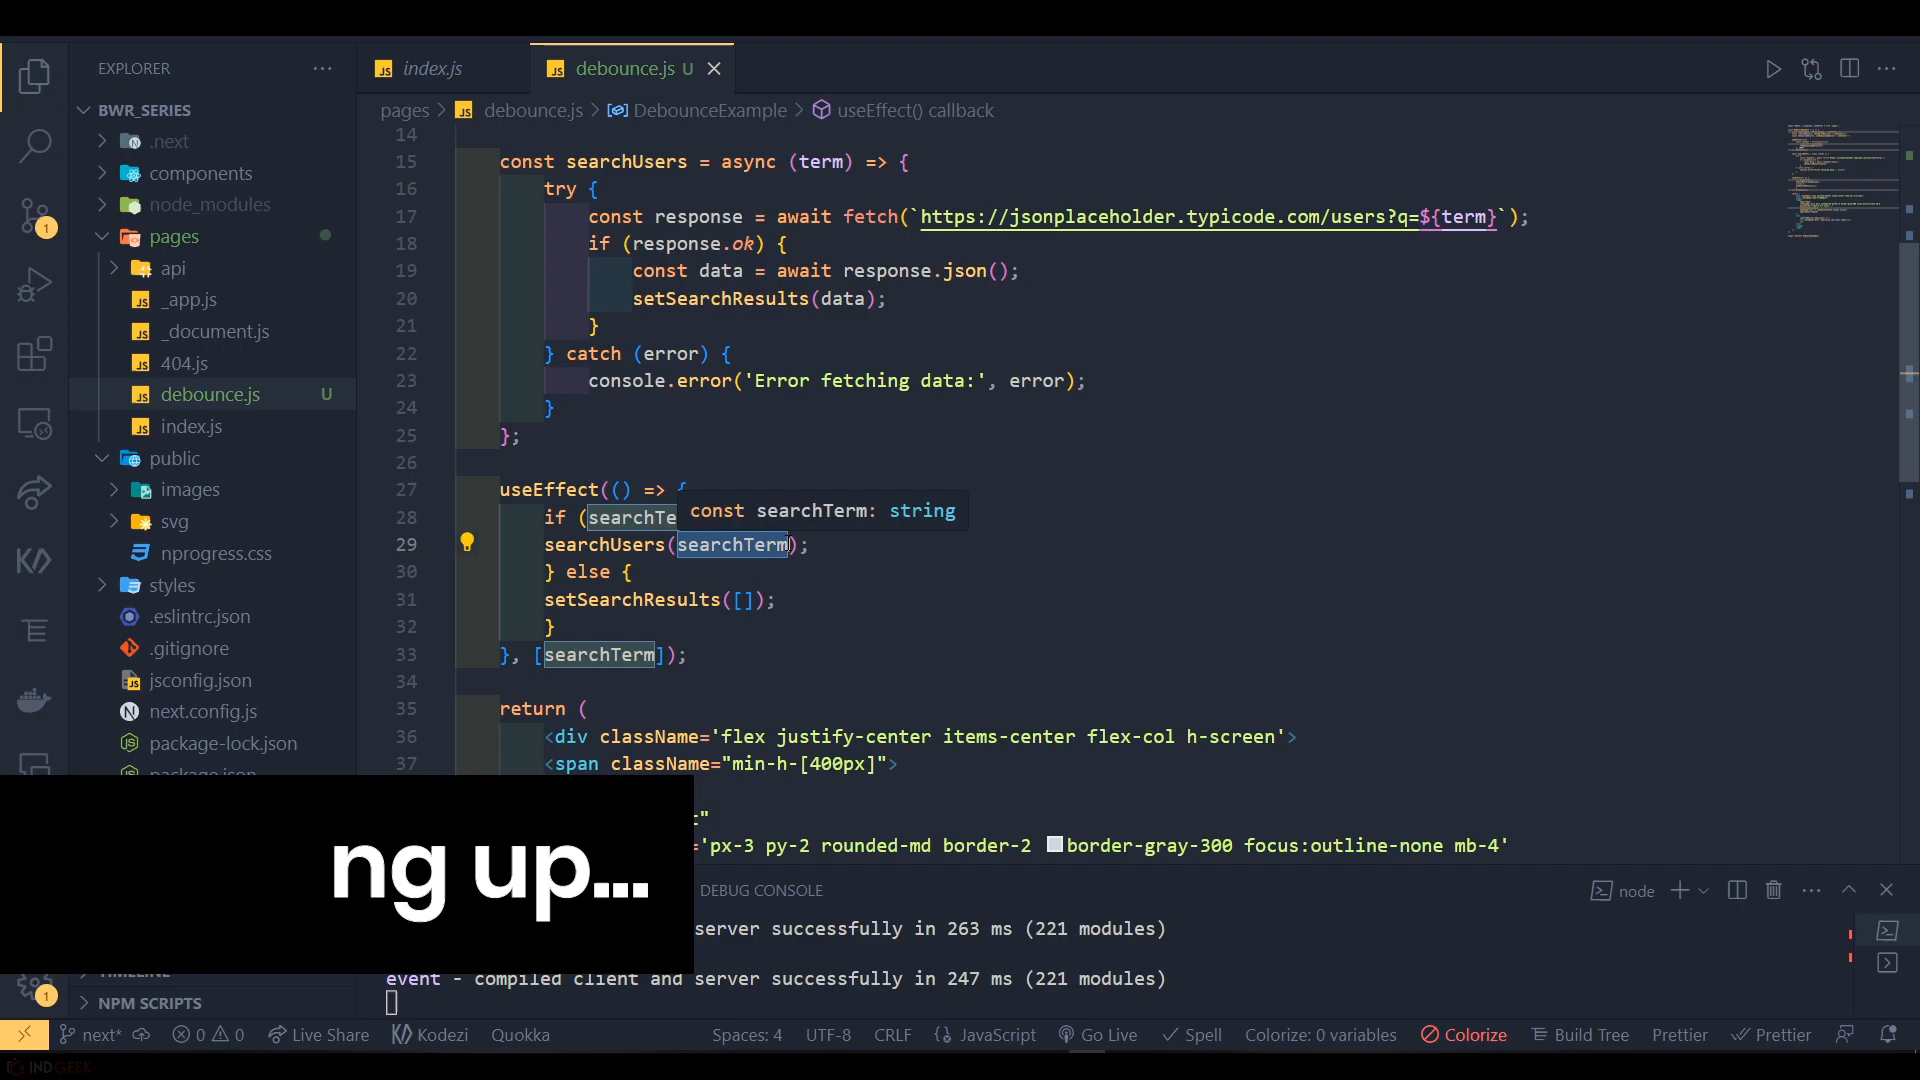 EXPLORER
index.js
debounce.js U
BWR_SERIES
pages > debounce.js > DebounceExample > useEffect() callback
.next
components
node_modules
pages
api
_app.js
_document.js
404.js
debounce.js U
index.js
public
images
svg
nprogress.css
styles
.eslintrc.json
.gitignore
jsconfig.json
next.config.js
package-lock.json
package.json
14
15 const searchUsers = async (term) => {
16 try {
17 const response = await fetch(`https://jsonplaceholder.typicode.com/users?q=${term}`);
18 if (response.ok) {
19 const data = await response.json();
20 setSearchResults(data);
21 }
22 } catch (error) {
23 console.error('Error fetching data:', error);
24 }
25 };
26
27 useEffect(() => {
const searchTerm: string
28 if (searchTe
29 searchUsers(searchTerm);
30 } else {
31 setSearchResults([]);
32 }
33 }, [searchTerm]);
34
35 return (
36 <div className='flex justify-center items-center flex-col h-screen'>
37 <span className="min-h-[400px]">
t"
='px-3 py-2 rounded-md border-2 border-gray-300 focus:outline-none mb-4'
ng up...
DEBUG CONSOLE
node
server successfully in 263 ms (221 modules)
event - compiled client and server successfully in 247 ms (221 modules)
TIMELINE
NPM SCRIPTS
1
1
next* 0 0 Live Share Kodezi Quokka Spaces: 4 UTF-8 CRLF {} JavaScript Go Live Spell Colorize: 0 variables Colorize Build Tree Prettier Prettier
INDGEEK